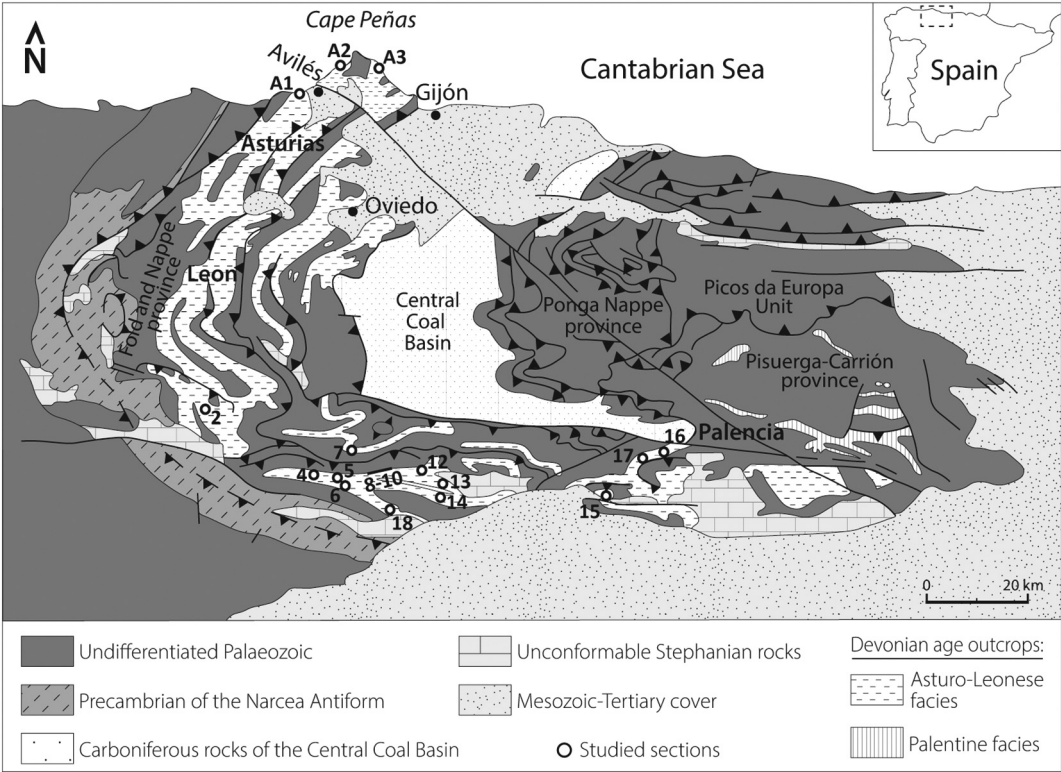 Cape Peñas
N
A2
A3
Avilés
A1
Gijón
Cantabrian Sea
Spain
Asturias
Oviedo
Leon
Fold and Nappe
province
Central
Coal
Basin
Ponga Nappe
province
Picos da Europa
Unit
Pisuerga-Carrión
province
2
16
Palencia
7
17
12
4
5
8-10
13
6
14
15
18
0
20 km
Undifferentiated Palaeozoic
Precambrian of the Narcea Antiform
Carboniferous rocks of the Central Coal Basin
Unconformable Stephanian rocks
Mesozoic-Tertiary cover
Studied sections
Devonian age outcrops:
Asturo-Leonese
facies
Palentine facies